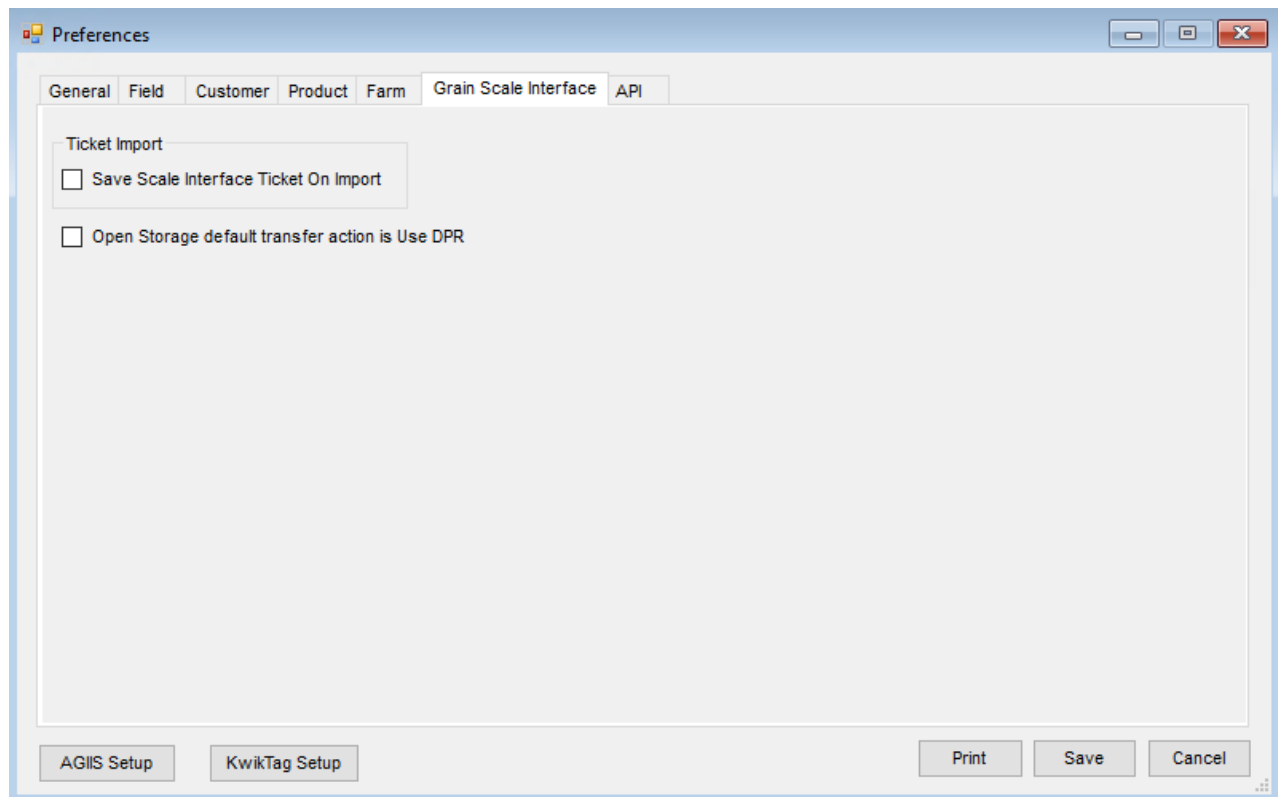 Preferences
General Field Customer Product Farm Grain Scale Interface API
Ticket Import
Save Scale Interface Ticket On Import
Open Storage default transfer action is Use DPR
AGIIS Setup KwikTag Setup Print Save Cancel